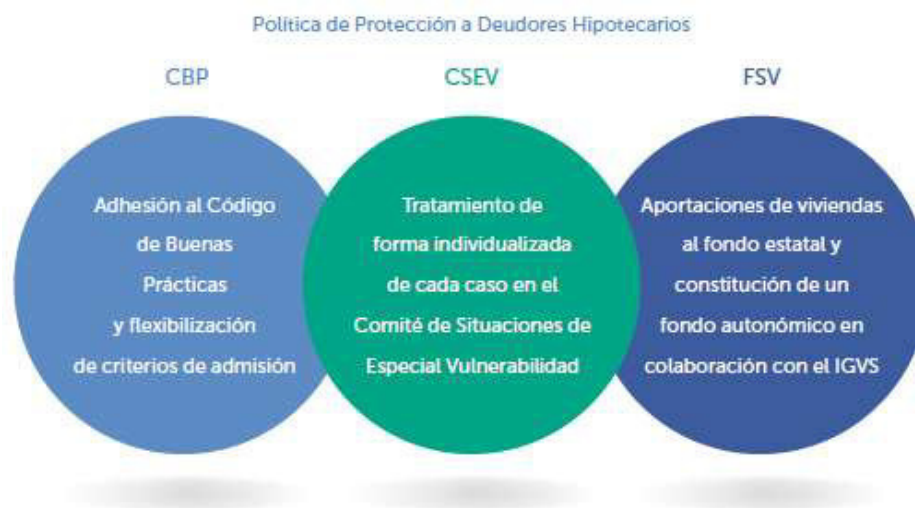 Política de Protección a Deudores Hipotecarios
CBP
CSEV
FSV
Adhesión al Código
de Buenas
Prácticas
y flexibilización
de criterios de admisión
Tratamiento de
forma individualizada
de cada caso en el
Comité de Situaciones de
Especial Vulnerabilidad
Aportaciones de viviendas
al fondo estatal y
constitución de un
fondo autonómico en
colaboración con el IGVS